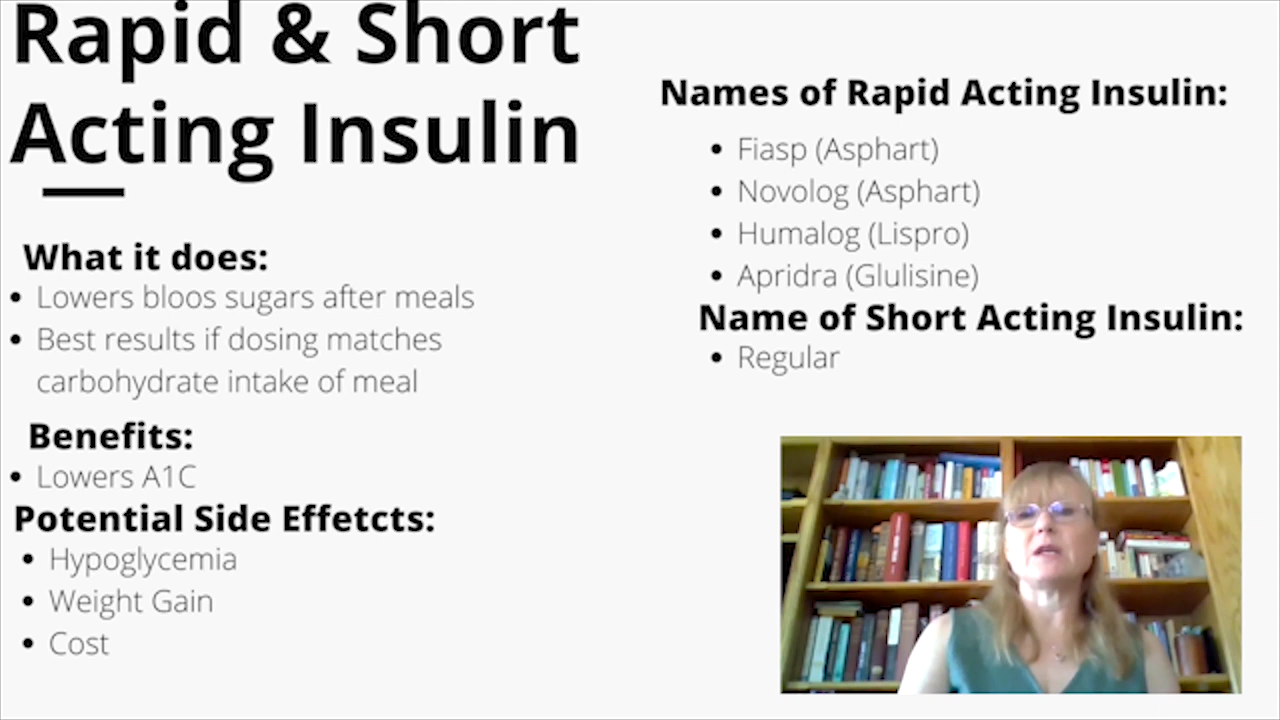 Rapid & Short
Acting Insulin
What it does:
Lowers bloos sugars after meals
Best results if dosing matches
carbohydrate intake of meal
Benefits:
Lowers A1C
Potential Side Effetcts:
Hypoglycemia
Weight Gain
Cost
Names of Rapid Acting Insulin:
Fiasp (Asphart)
Novolog (Asphart)
Humalog (Lispro)
Apridra (Glulisine)
Name of Short Acting Insulin:
Regular